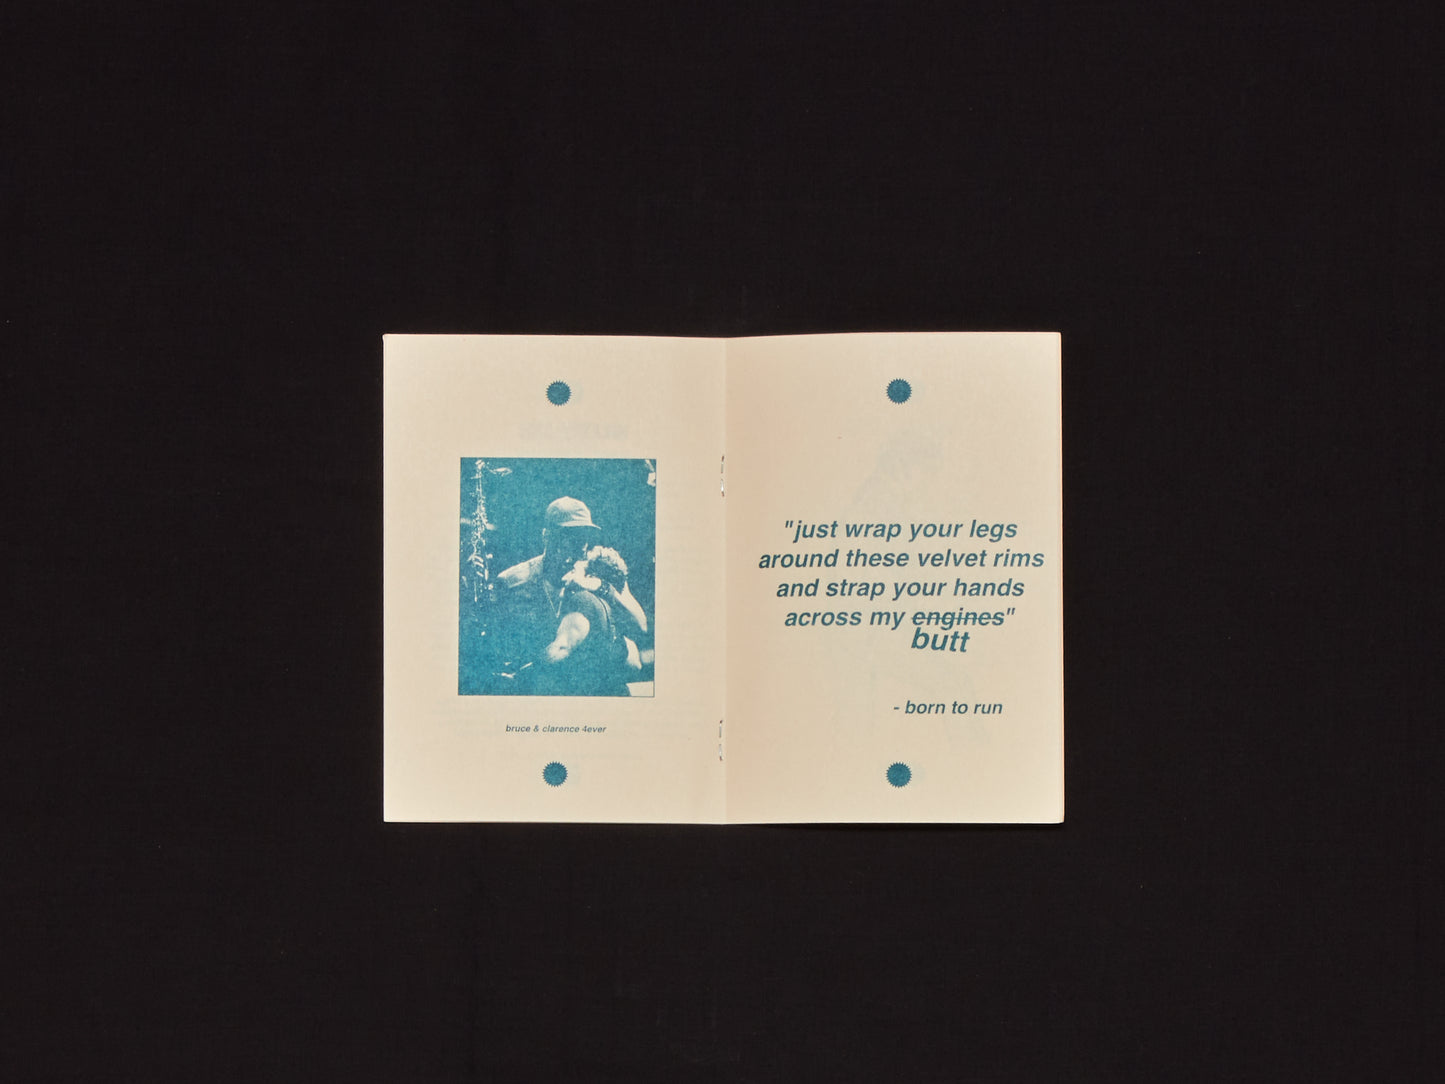 bruce & clarence 4ever
"just wrap your legs
around these velvet rims
and strap your hands
across my engines"
butt
- born to run